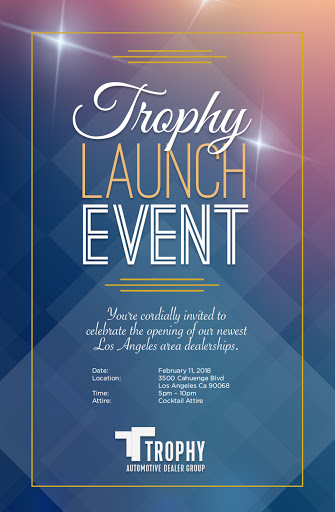 Trophy
LAUNCH
EVENT
You're cordially invited to
celebrate the opening of our newest
Los Angeles area dealerships.
Date: February 11, 2018
Location: 3500 Cahuenga Blvd
Los Angeles Ca 90068
Time: 5pm – 10pm
Attire: Cocktail Attire
TT TROPHY
AUTOMOTIVE DEALER GROUP